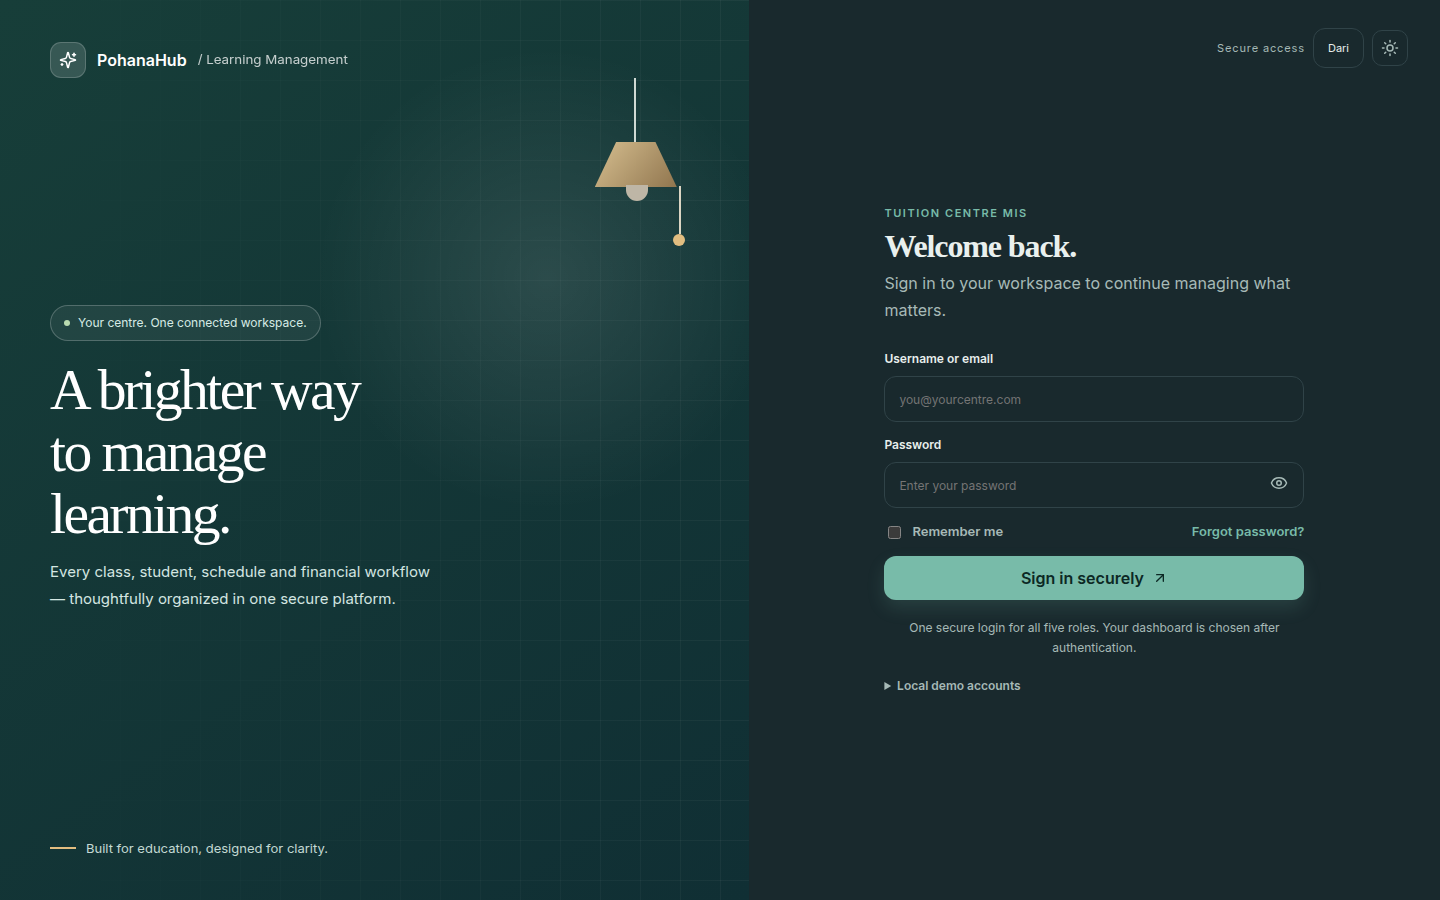 PohanaHub / Learning Management
Your centre. One connected workspace.
A brighter way
to manage
learning.
Every class, student, schedule and financial workflow
— thoughtfully organized in one secure platform.
Built for education, designed for clarity.
Secure access
Dari
TUITION CENTRE MIS
Welcome back.
Sign in to your workspace to continue managing what
matters.
Username or email
you@yourcentre.com
Password
Enter your password
Remember me
Forgot password?
Sign in securely
One secure login for all five roles. Your dashboard is chosen after
authentication.
Local demo accounts